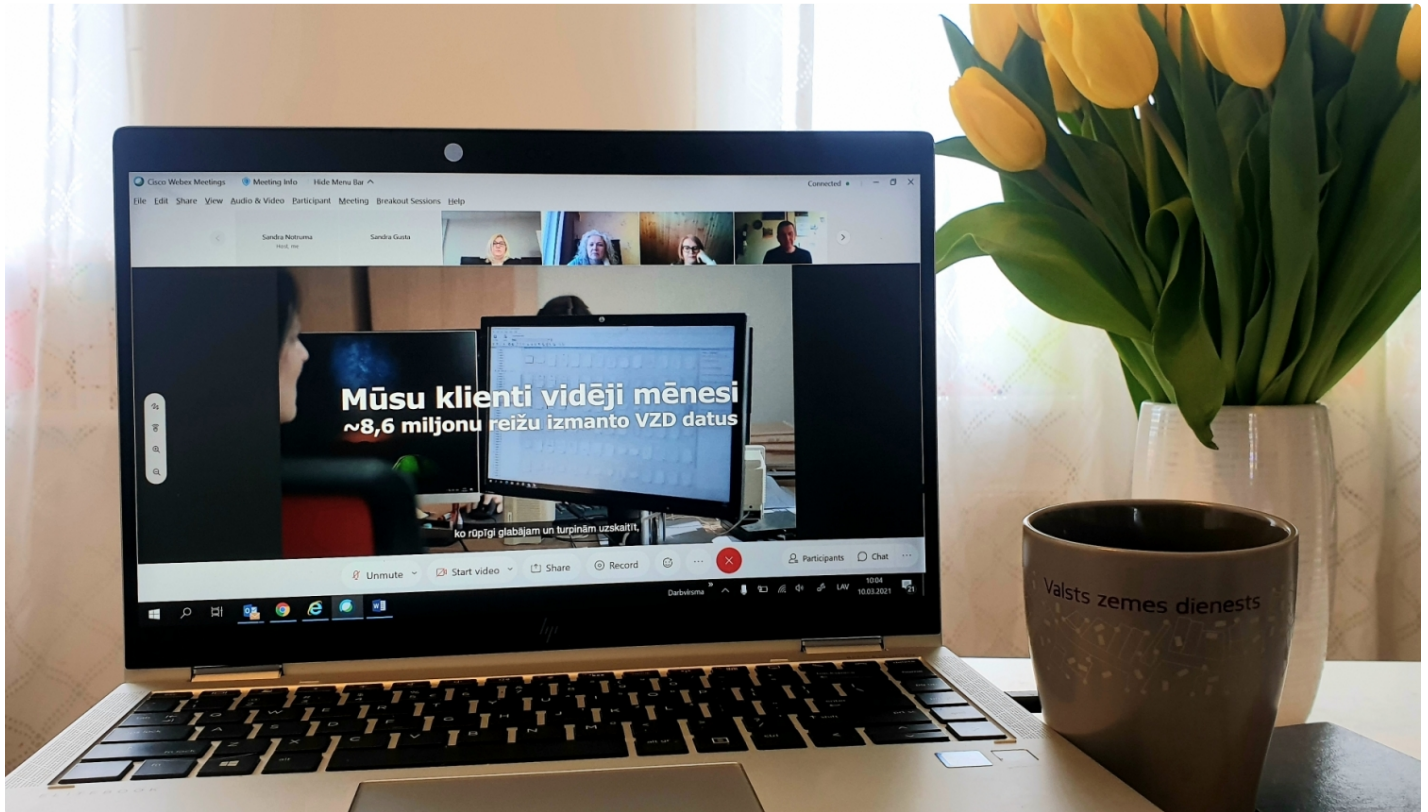 Cisco Webex Meetings Meeting Info Hide Menu Bar Connected
File Edit Share View Audio & Video Participant Meeting Breakout Sessions Help
Sandra Notruma
Host, me
Sandra Gusta
Mūsu klienti vidēji mēnesi
~8,6 miljonu reižu izmanto VZD datus
ko rūpīgi glabājam un turpinām uzskaitīt,
Unmute Start video Share Record Participants Chat
Darbvirsma LAV 10:04
10.03.2021 21
hp
Valsts zemes dienests